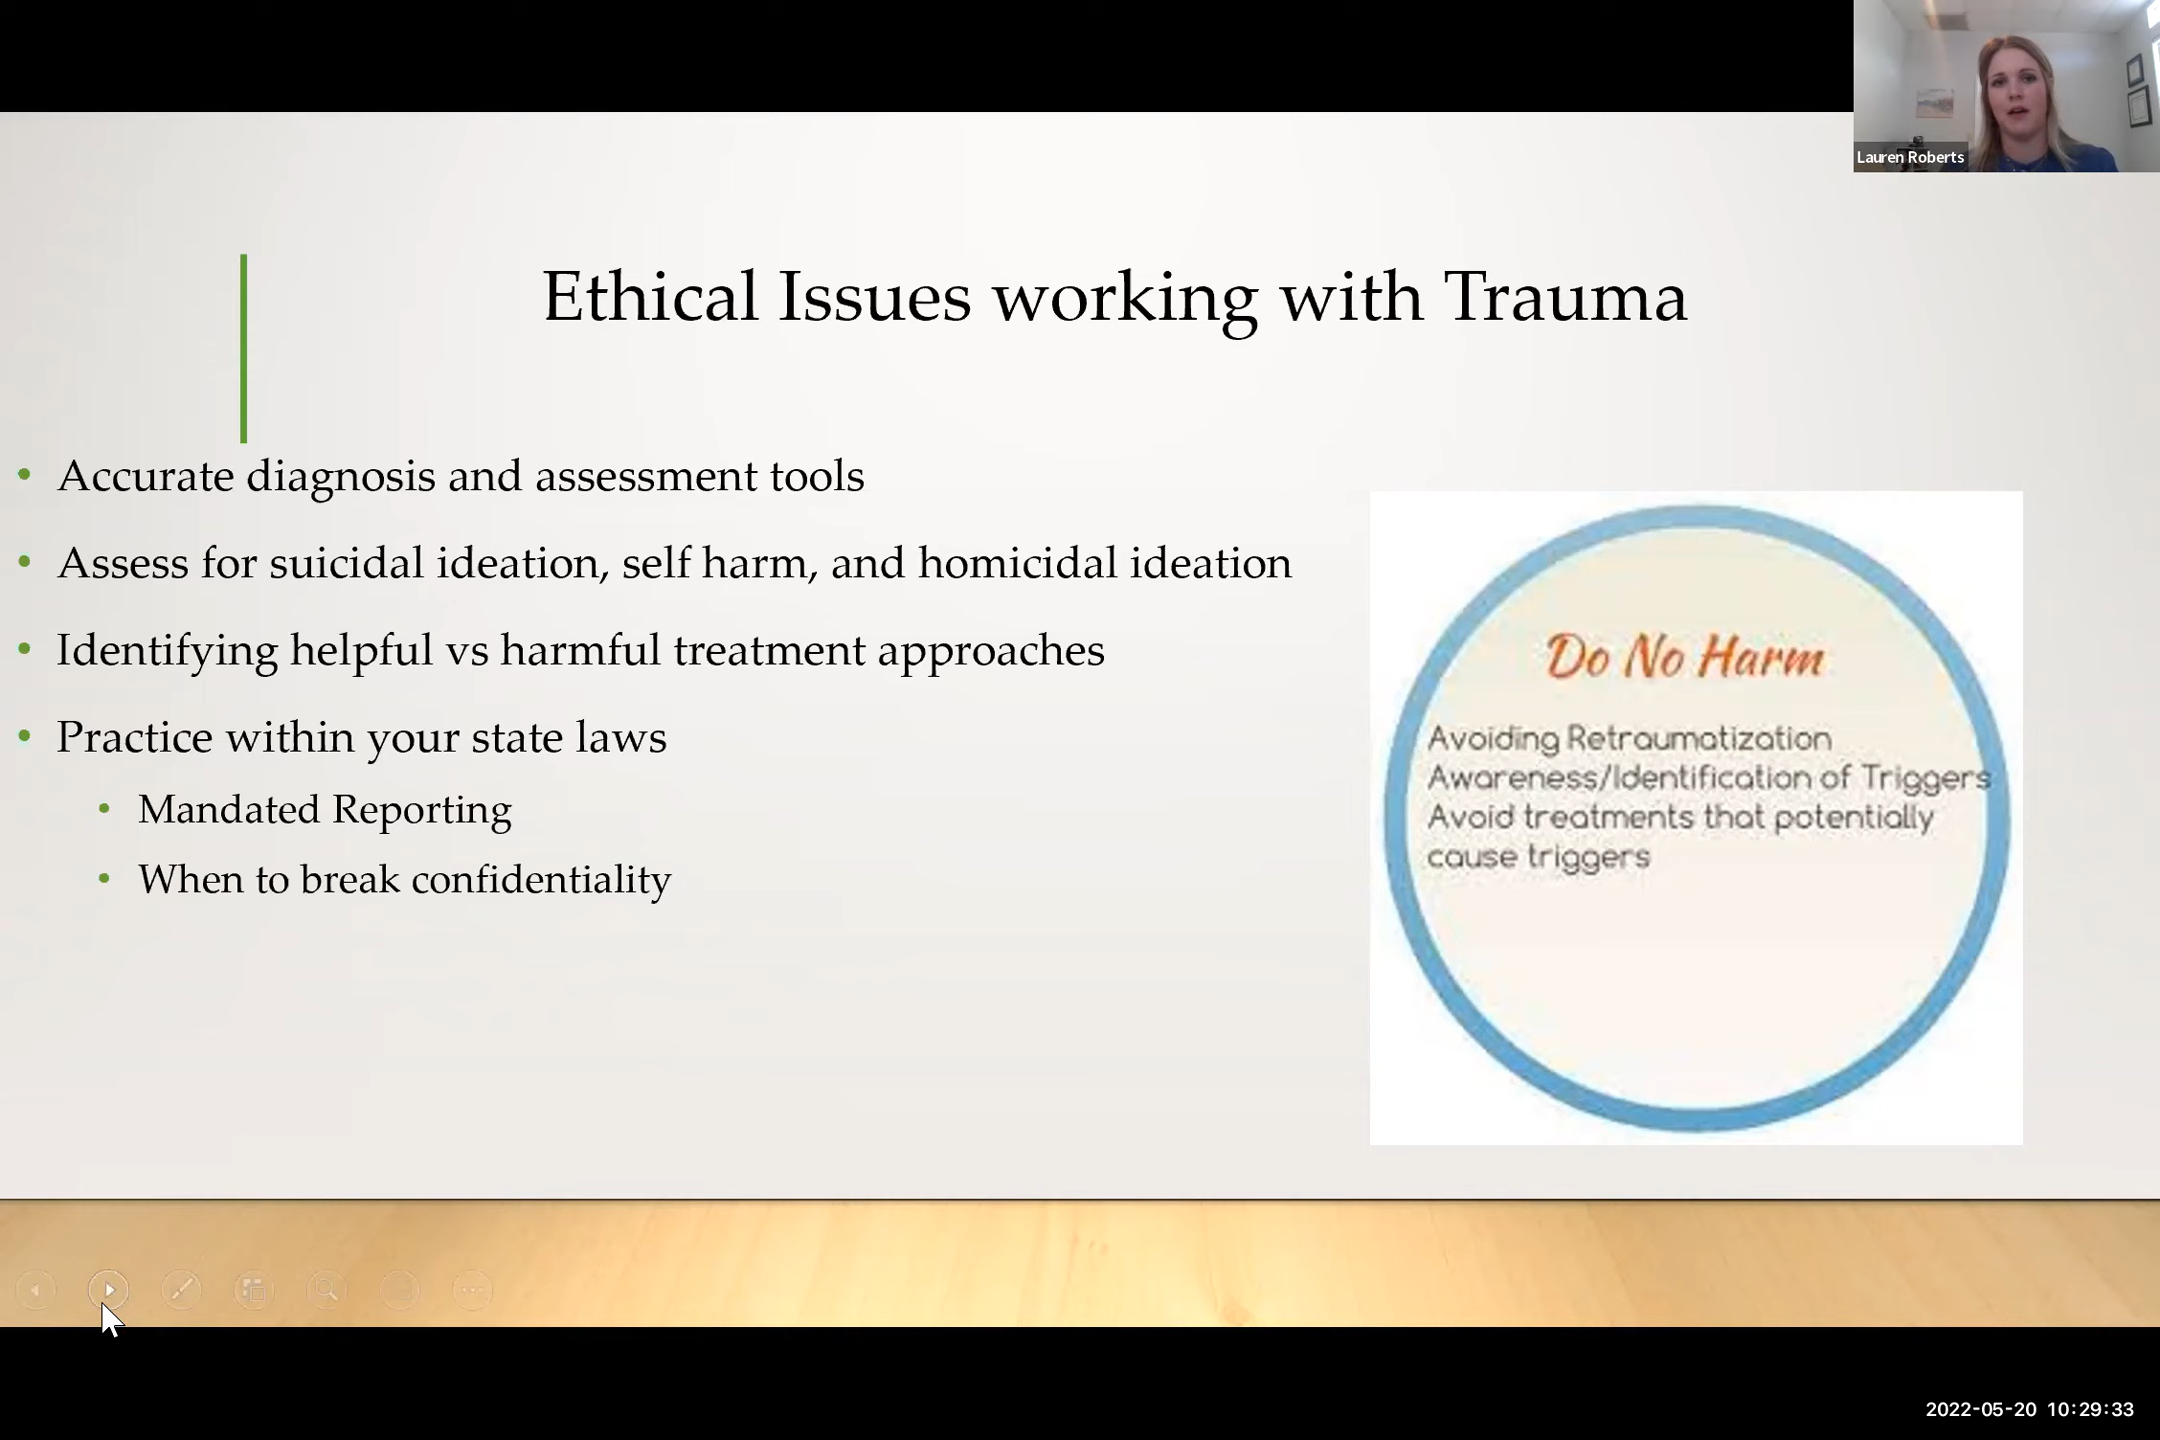 Lauren Roberts
Ethical Issues working with Trauma
• Accurate diagnosis and assessment tools
• Assess for suicidal ideation, self harm, and homicidal ideation
• Identifying helpful vs harmful treatment approaches
• Practice within your state laws
• Mandated Reporting
• When to break confidentiality
Do No Harm
Avoiding Retraumatization
Awareness/Identification of Triggers
Avoid treatments that potentially
cause triggers
2022-05-20 10:29:33